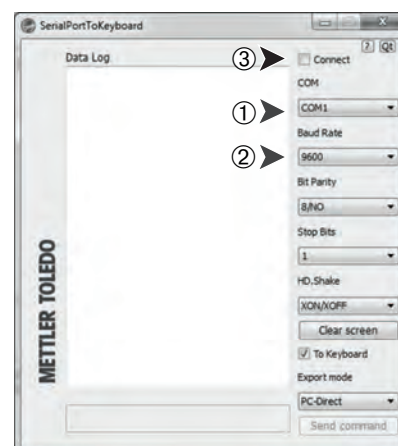 SerialPortToKeyboard
? Qt
Data Log
③ Connect
COM
① COM1
Baud Rate
② 9600
Bit Parity
8/NO
Stop Bits
1
HD.Shake
XON/XOFF
Clear screen
To Keyboard
Export mode
PC-Direct
Send command
METTLER TOLEDO